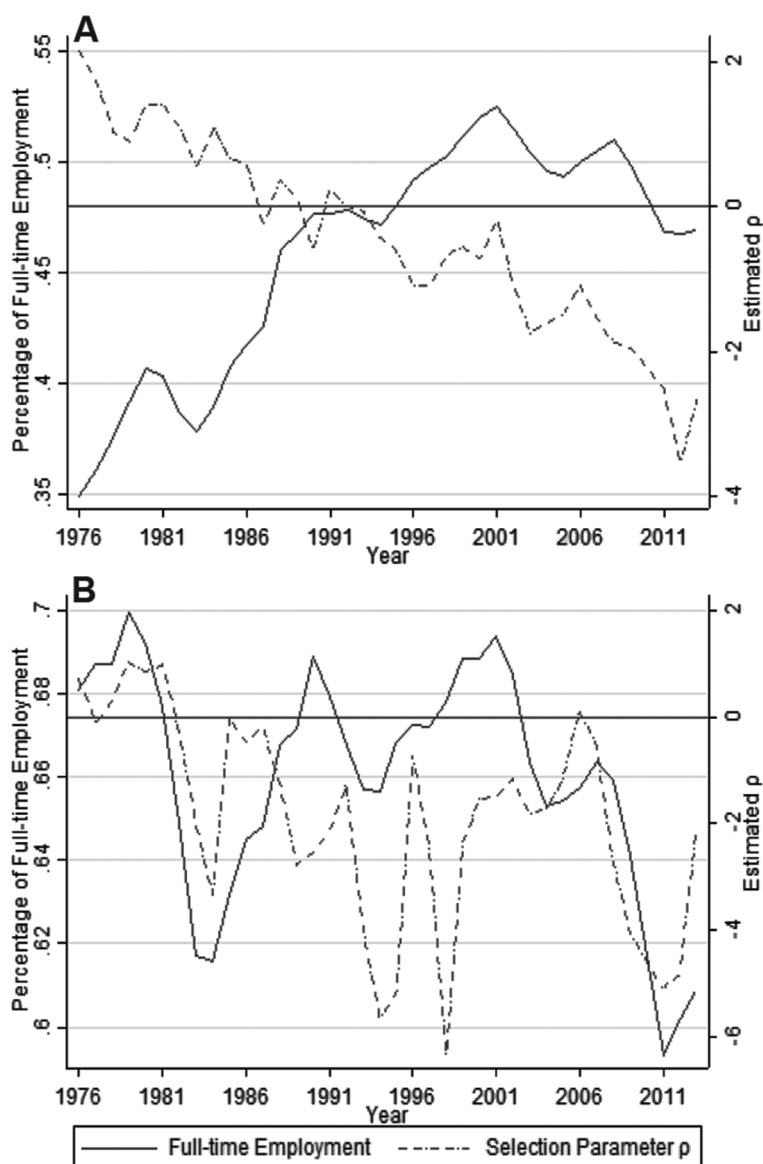 A
Percentage of Full-time Employment
.55
.5
.45
.4
.35
2
0
-2
-4
Estimated ρ
1976 1981 1986 1991 1996 2001 2006 2011
Year
B
Percentage of Full-time Employment
.7
.68
.66
.64
.62
.6
2
0
-2
-4
-6
Estimated ρ
1976 1981 1986 1991 1996 2001 2006 2011
Year
Full-time Employment Selection Parameter ρ